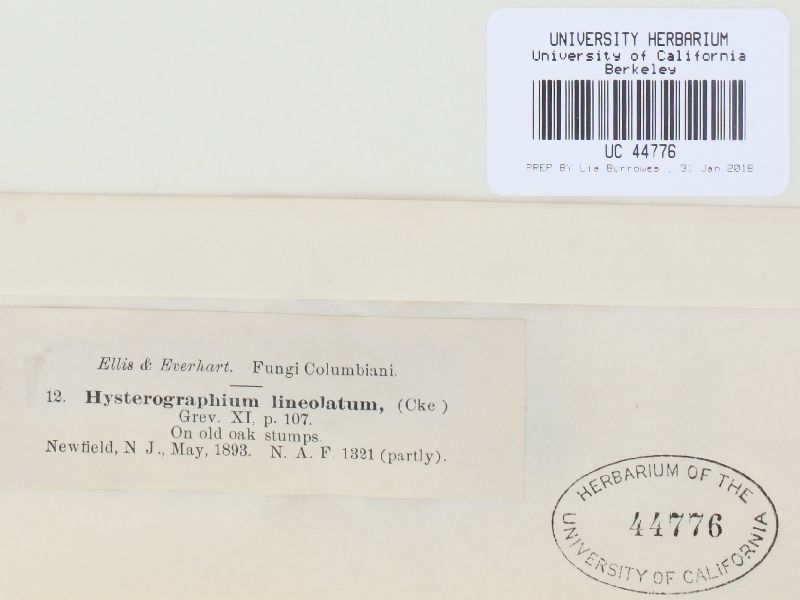 UNIVERSITY HERBARIUM
University of California
Berkeley
UC 44776
PREP BY Lia Burrowes , 31 Jan 2018
Ellis & Everhart. Fungi Columbiani.
12. Hysterographium lineolatum, (Cke )
Grev. XI, p. 107.
On old oak stumps.
Newfield, N J., May, 1893. N. A. F. 1321 (partly).
HERBARIUM OF THE
44776
UNIVERSITY OF CALIFORNIA